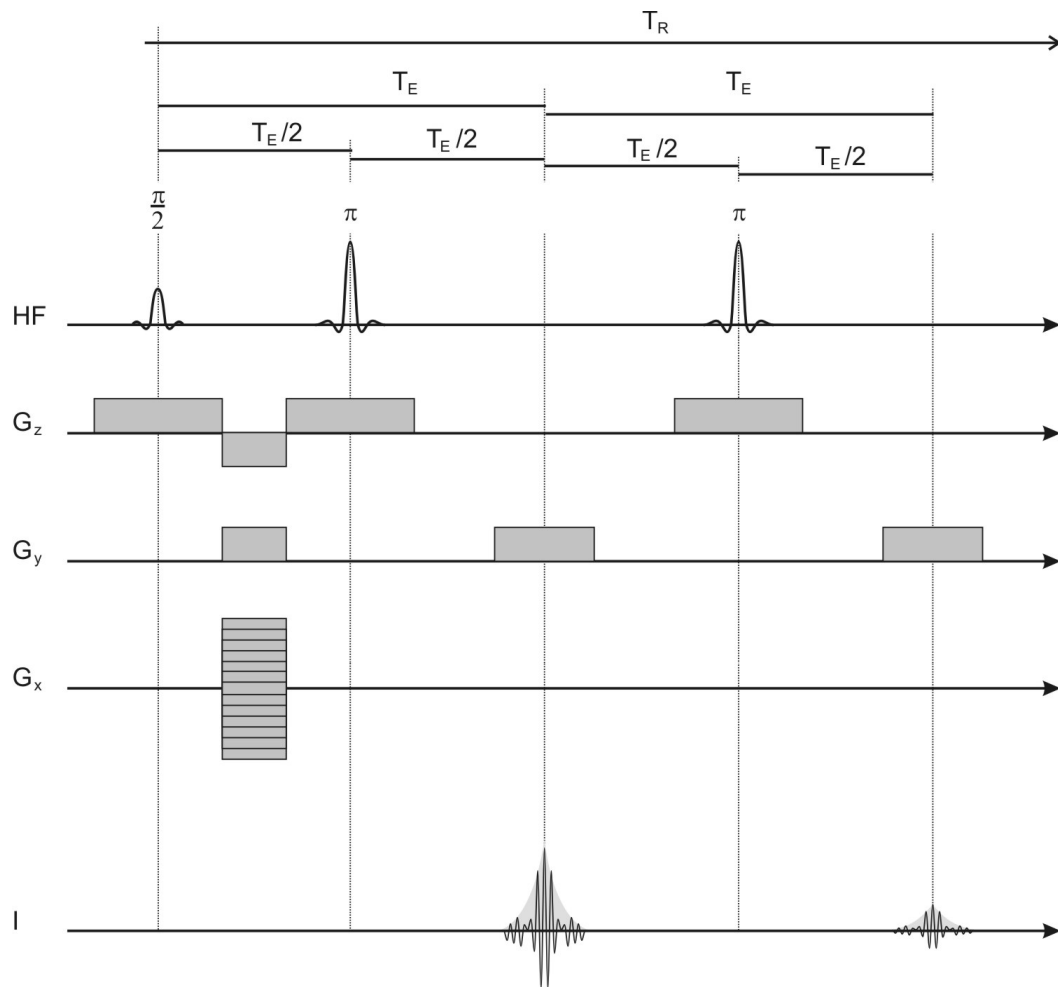 T_R
T_E T_E
T_E/2 T_E/2 T_E/2 T_E/2
π/2 π π
HF
G_z
G_y
G_x
I